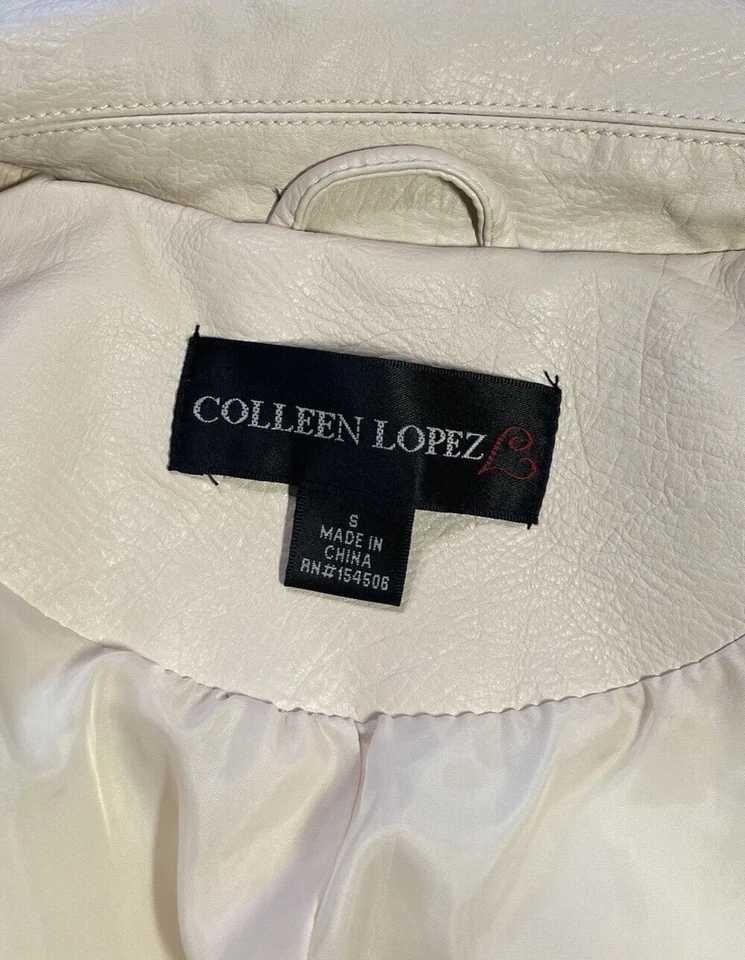 COLLEEN LOPEZ
S
MADE IN
CHINA
RN#154506